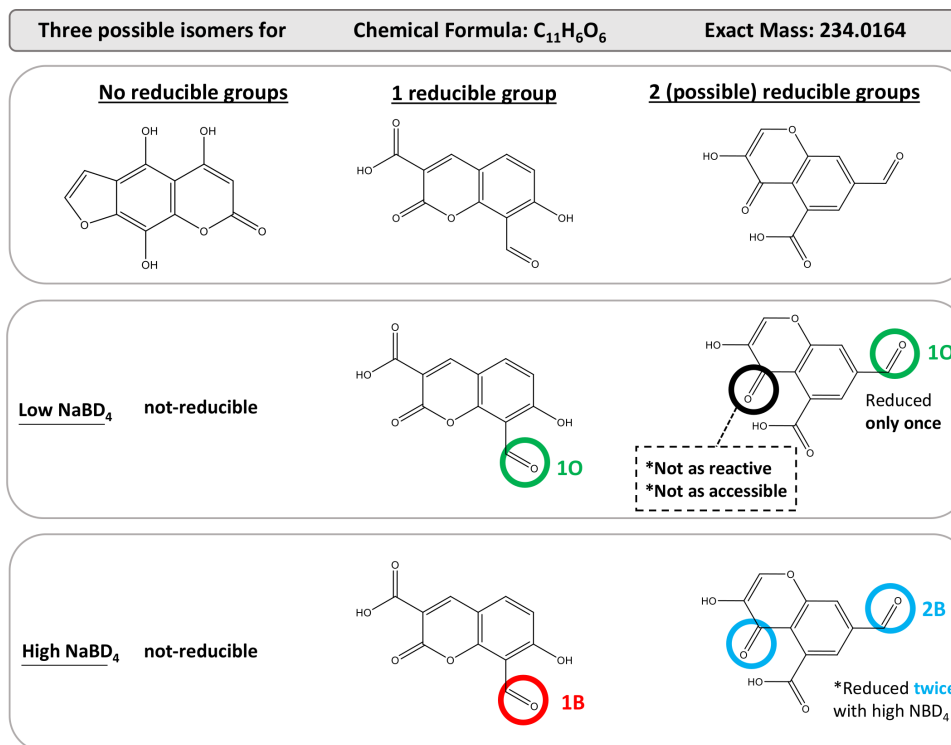 Three possible isomers for Chemical Formula: C₁₁H₆O₆ Exact Mass: 234.0164
No reducible groups 1 reducible group 2 (possible) reducible groups
OH OH O OH O O
O O OH
O HO O O OH O
HO O
O
HO O
O HO O O OH O
HO O
O
1O
O
HO
O
1O
Low NaBD₄ not-reducible
Reduced
only once
HO
O
*Not as reactive
*Not as accessible
O
HO O O OH O
HO O
O
1B
O
HO
O
2B
High NaBD₄ not-reducible
HO
O
*Reduced twice
with high NBD₄